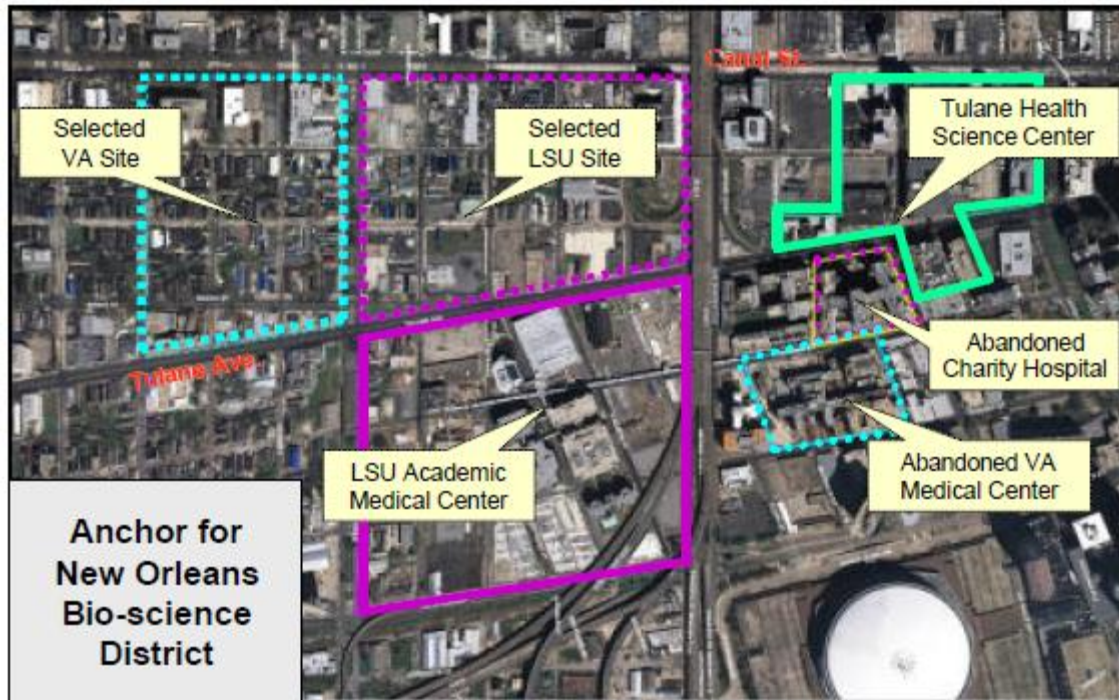 Canal St.
Selected
VA Site
Selected
LSU Site
Tulane Health
Science Center
Abandoned
Charity Hospital
Tulane Ave.
LSU Academic
Medical Center
Abandoned VA
Medical Center
Anchor for
New Orleans
Bio-science
District